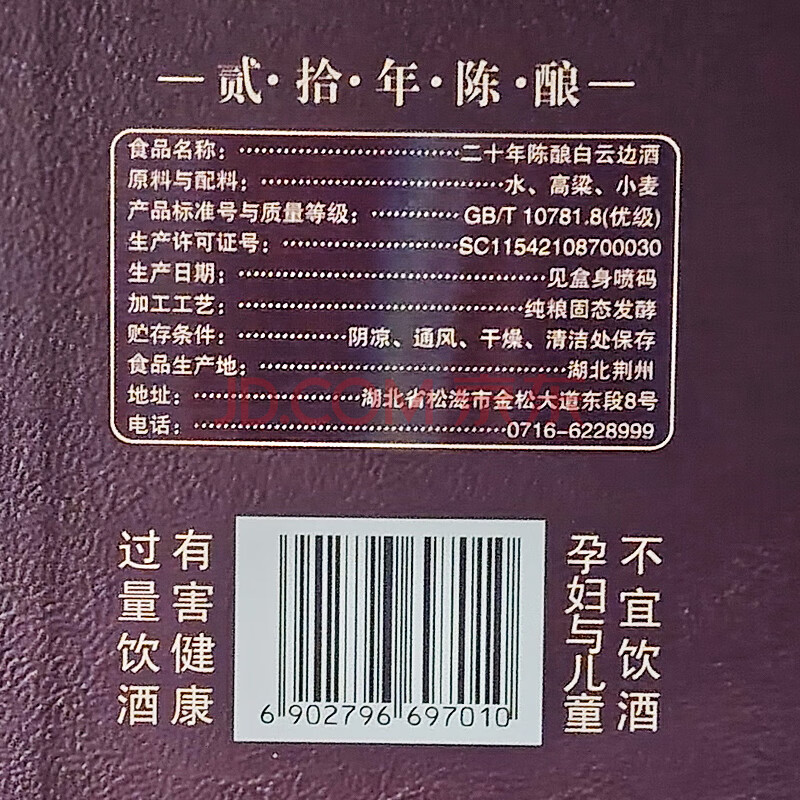 贰·拾·年·陈·酿
食品名称：二十年陈酿白云边酒
原料与配料：水、高粱、小麦
产品标准号与质量等级：GB/T 10781.8(优级)
生产许可证号：SC11542108700030
生产日期：见盒身喷码
加工工艺：纯粮固态发酵
贮存条件：阴凉、通风、干燥、清洁处保存
食品生产地：湖北荆州
地址：湖北省松滋市金松大道东段8号
电话：0716-6228999
JD.COM 京东
过量饮酒
有害健康
孕妇与儿童
不宜饮酒
6 902796 697010